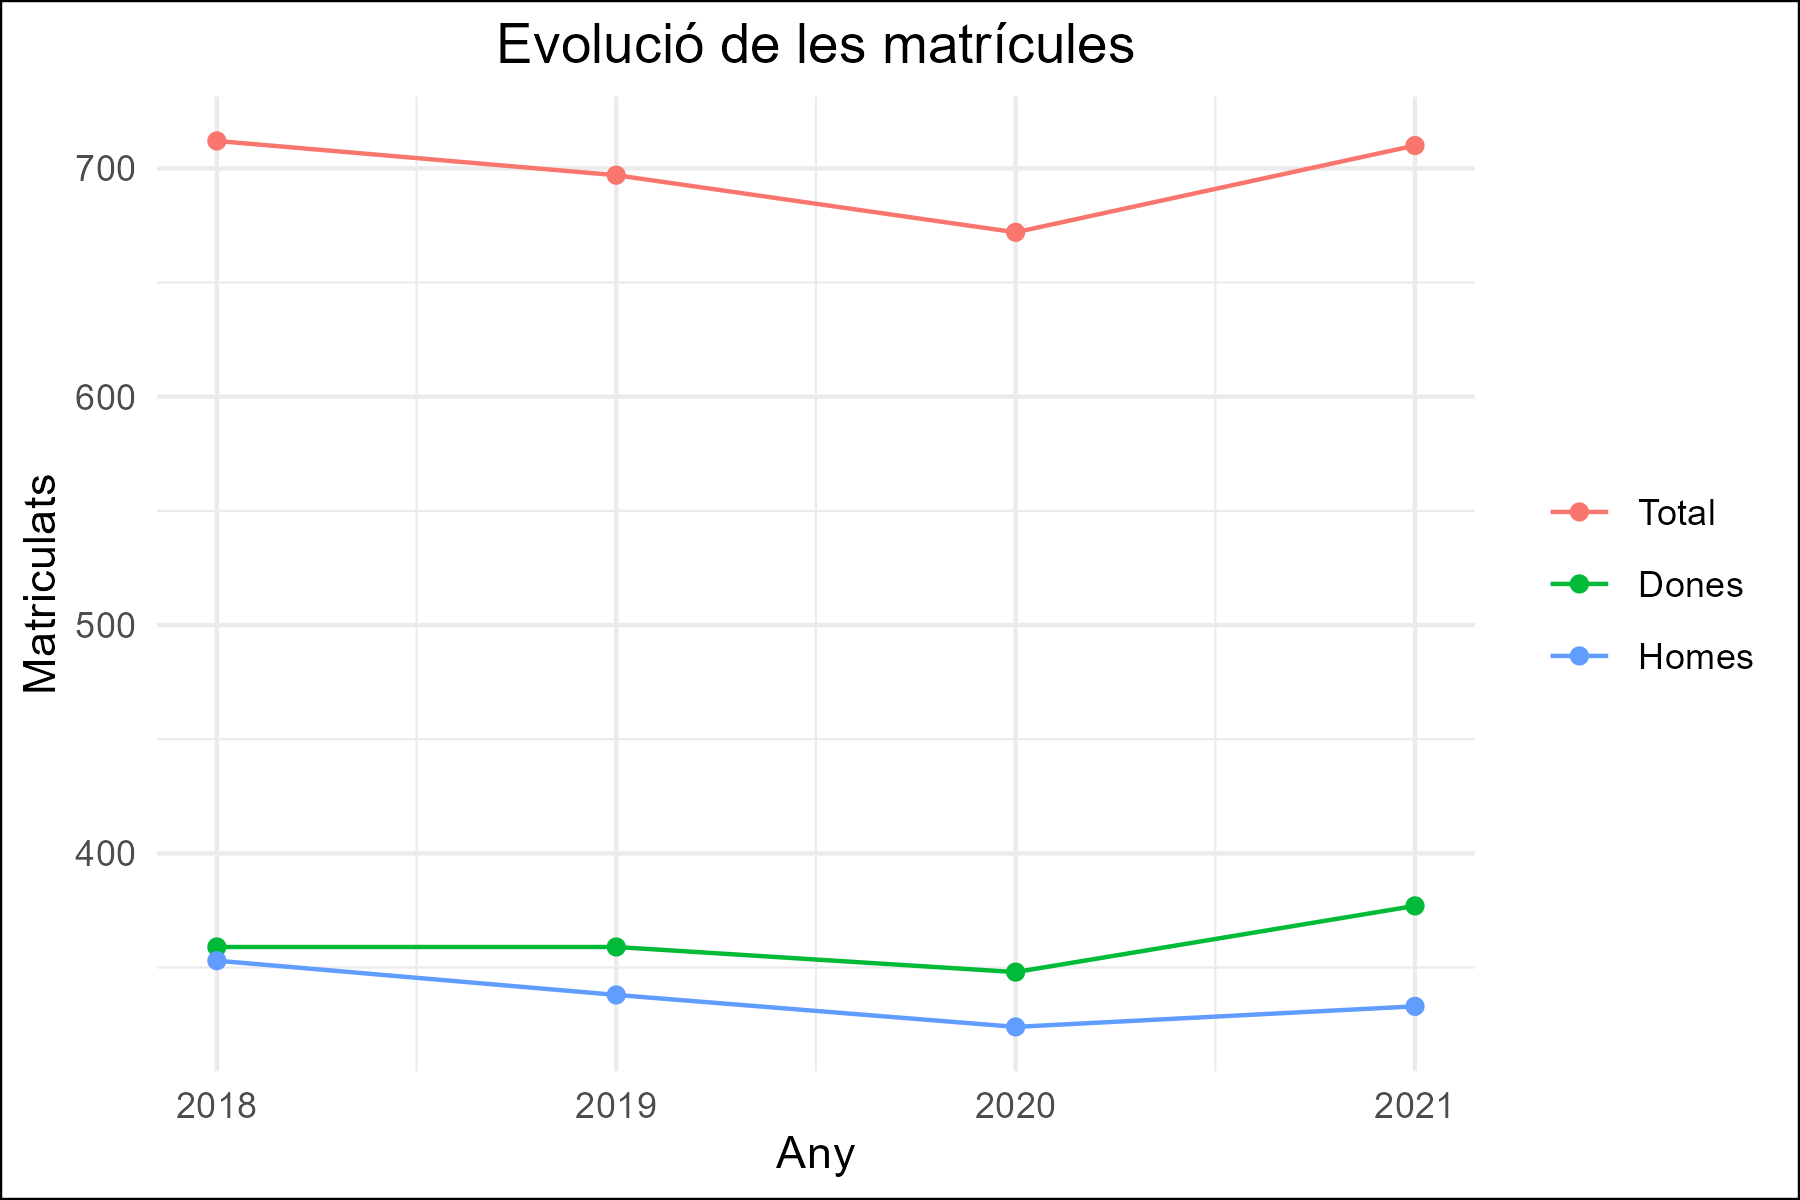 Evolució de les matrícules
Matriculats
700
600
500
400
2018
2019
2020
2021
Any
Total
Dones
Homes